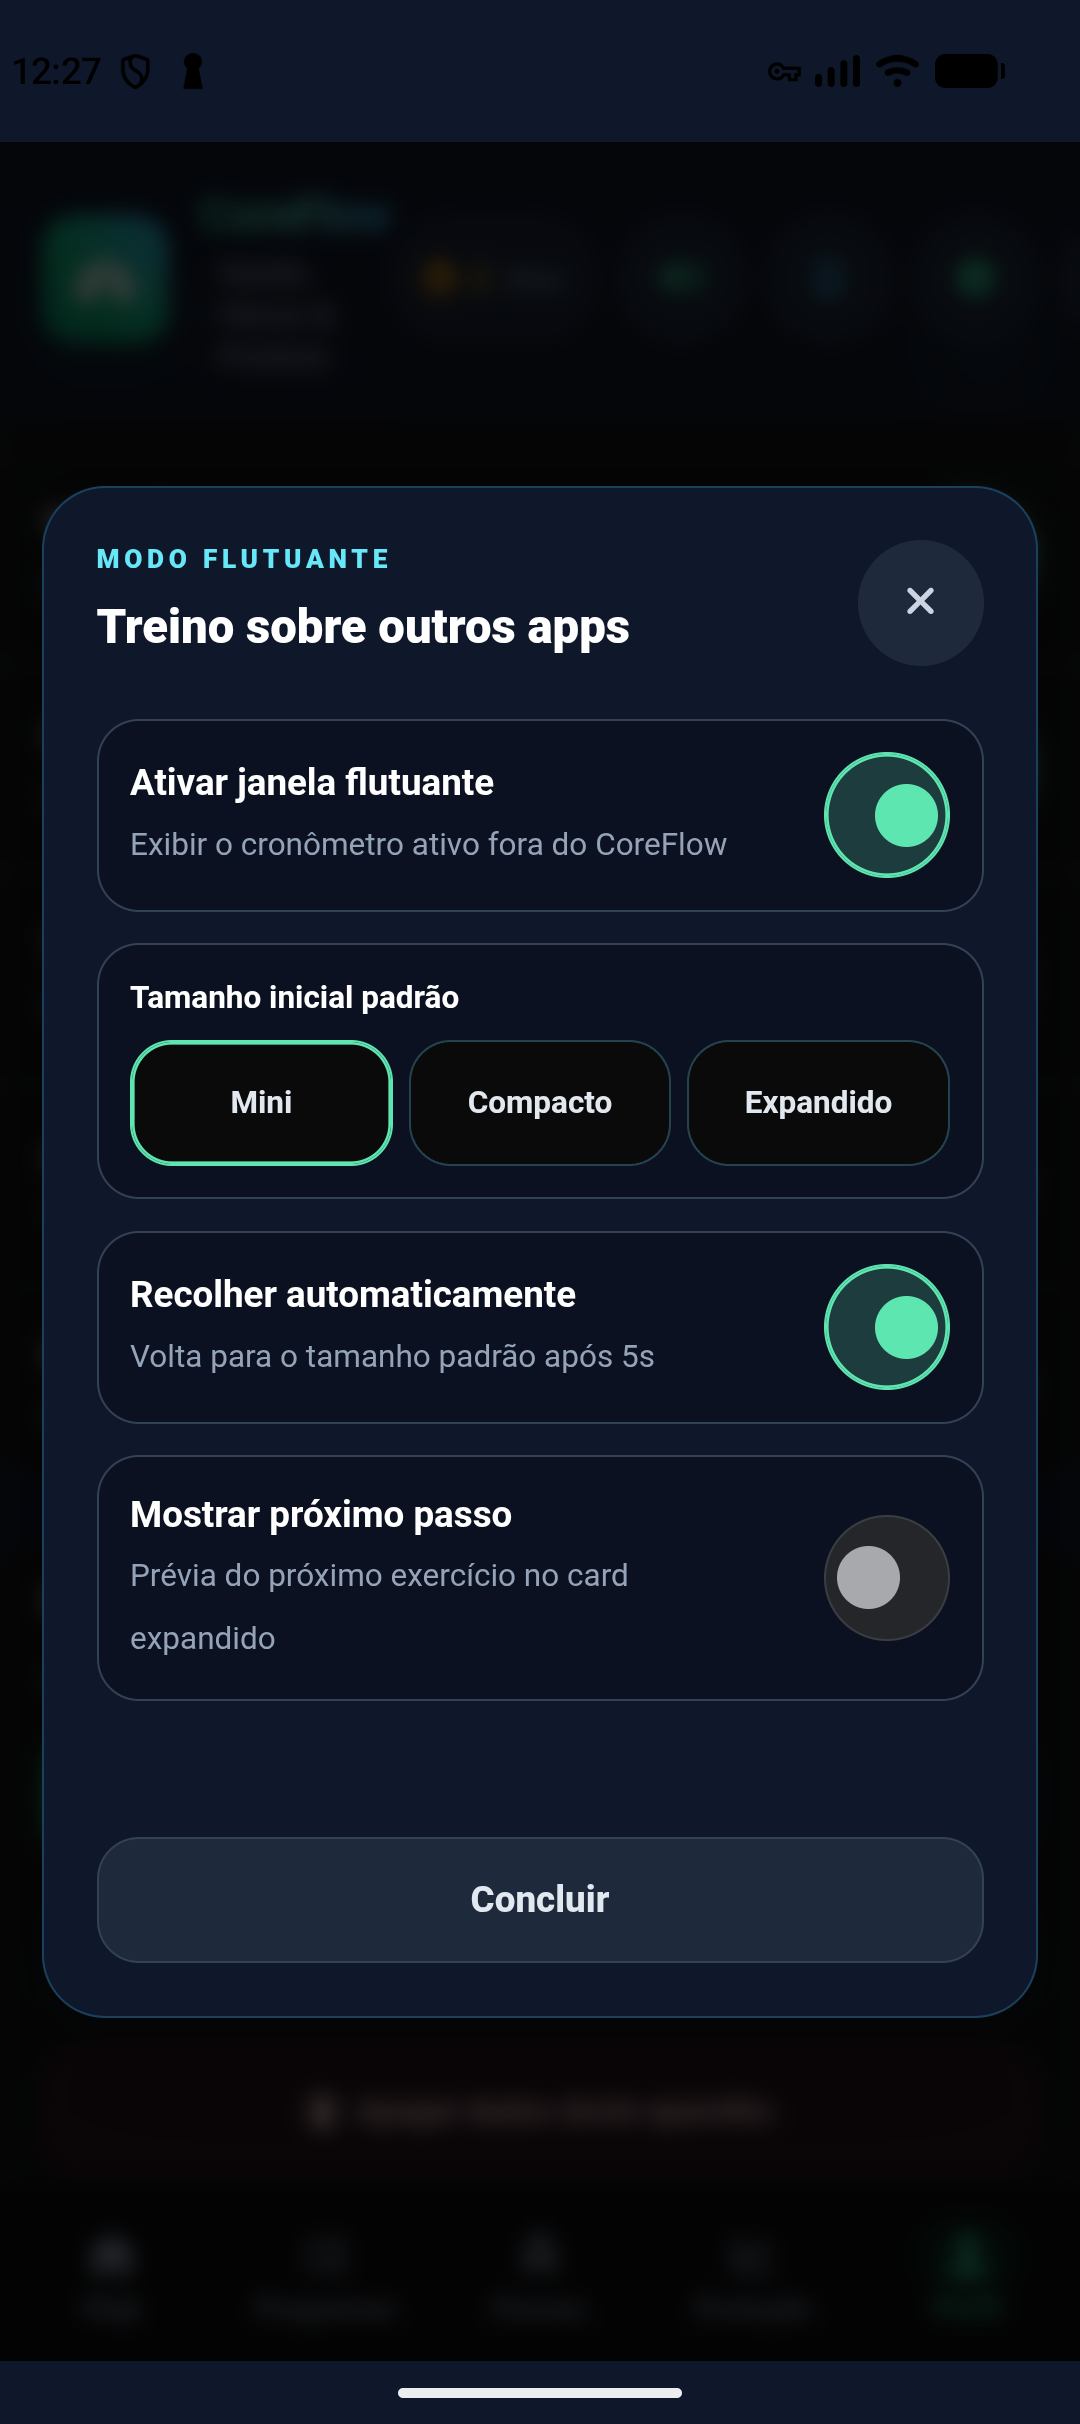 12:27
MODO FLUTUANTE
Treino sobre outros apps
Ativar janela flutuante
Exibir o cronômetro ativo fora do CoreFlow
Tamanho inicial padrão
Mini
Compacto
Expandido
Recolher automaticamente
Volta para o tamanho padrão após 5s
Mostrar próximo passo
Prévia do próximo exercício no card
expandido
Concluir